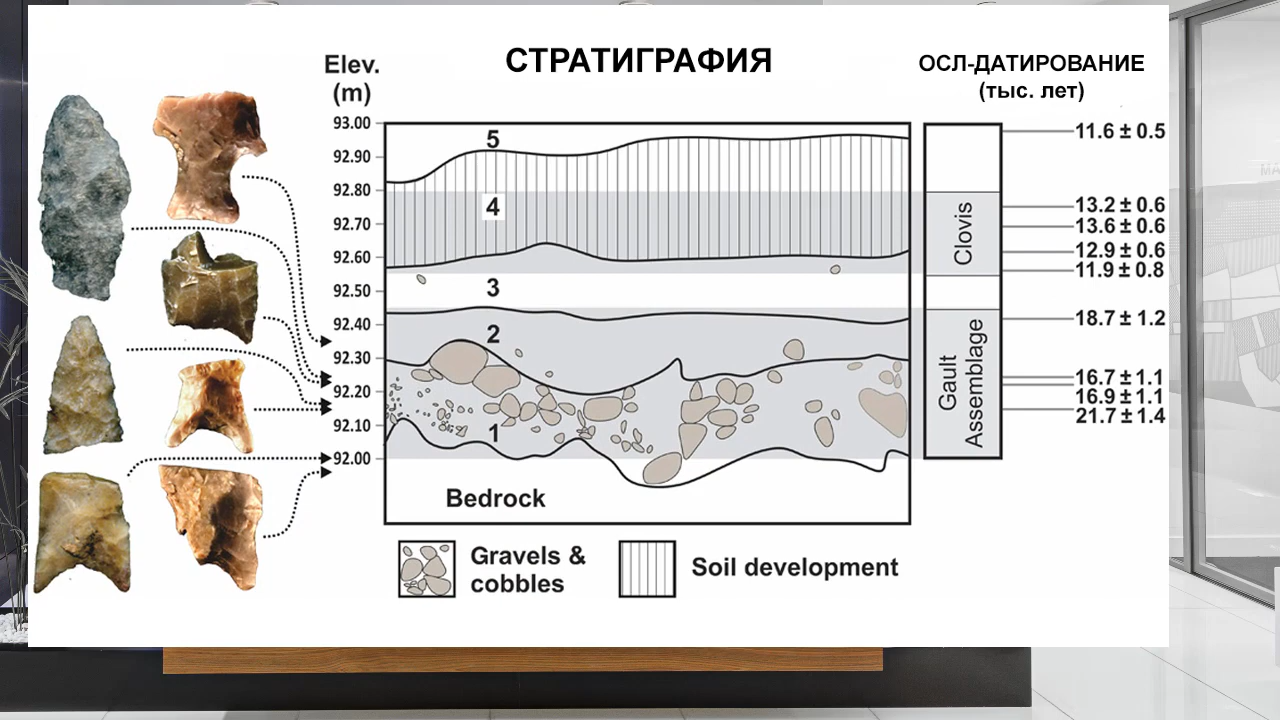 Elev.
(m)
СТРАТИГРАФИЯ
ОСЛ-ДАТИРОВАНИЕ
(тыс. лет)
93.00
92.90
92.80
92.70
92.60
92.50
92.40
92.30
92.20
92.10
92.00
5
4
3
2
1
Bedrock
Clovis
Gault
Assemblage
11.6 ± 0.5
13.2 ± 0.6
13.6 ± 0.6
12.9 ± 0.6
11.9 ± 0.8
18.7 ± 1.2
16.7 ± 1.1
16.9 ± 1.1
21.7 ± 1.4
Gravels &
cobbles
Soil development